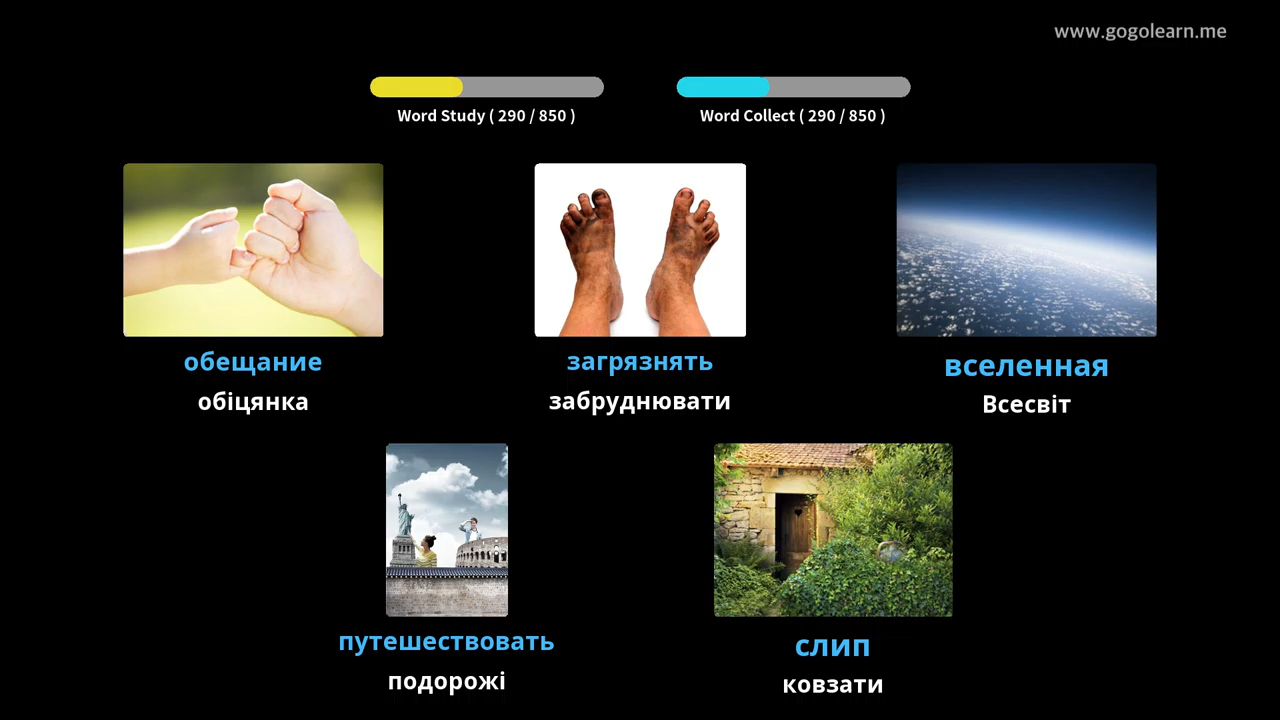 www.gogolearn.me
Word Study ( 290 / 850 )
Word Collect ( 290 / 850 )
обещание
обіцянка
загрязнять
забруднювати
вселенная
Всесвіт
путешествовать
подорожі
слип
ковзати